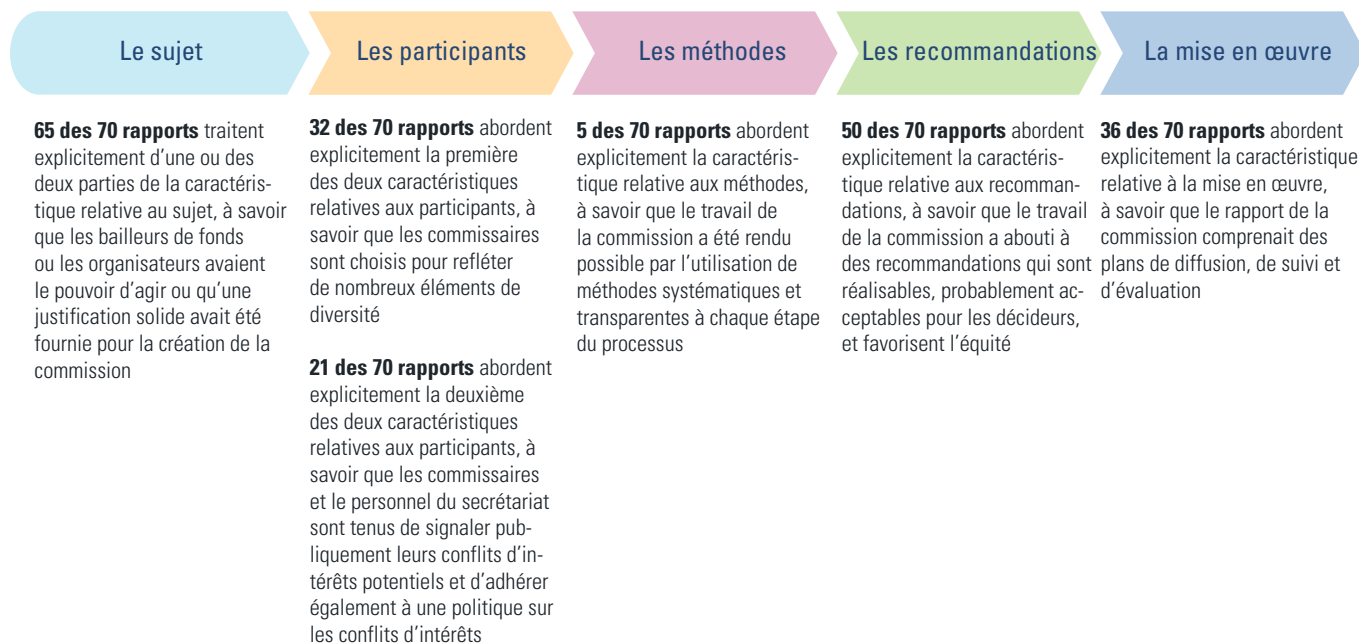 Le sujet
Les participants
Les méthodes
Les recommandations
La mise en œuvre
65 des 70 rapports traitent
explicitement d'une ou des
deux parties de la caractéris-
tique relative au sujet, à savoir
que les bailleurs de fonds
ou les organisateurs avaient
le pouvoir d'agir ou qu'une
justification solide avait été
fournie pour la création de la
commission
32 des 70 rapports abordent
explicitement la première
des deux caractéristiques
relatives aux participants, à
savoir que les commissaires
sont choisis pour refléter
de nombreux éléments de
diversité
21 des 70 rapports abordent
explicitement la deuxième
des deux caractéristiques
relatives aux participants, à
savoir que les commissaires
et le personnel du secrétariat
sont tenus de signaler pub-
liquement leurs conflits d'in-
térêts potentiels et d'adhérer
également à une politique sur
les conflits d'intérêts
5 des 70 rapports abordent
explicitement la caractéris-
tique relative aux méthodes,
à savoir que le travail de
la commission a été rendu
possible par l'utilisation de
méthodes systématiques et
transparentes à chaque étape
du processus
50 des 70 rapports abordent
explicitement la caractéris-
tique relative aux recomman-
dations, à savoir que le travail
de la commission a abouti à
des recommandations qui sont
réalisables, probablement ac-
ceptables pour les décideurs,
et favorisent l'équité
36 des 70 rapports abordent
explicitement la caractéristique
relative à la mise en œuvre,
à savoir que le rapport de la
commission comprenait des
plans de diffusion, de suivi et
d'évaluation